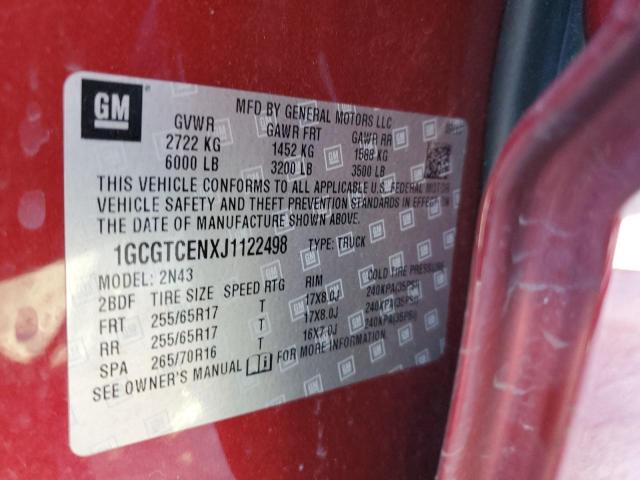 GM
MFD BY GENERAL MOTORS LLC
GVWR GAWR FRT GAWR RR
2722 KG 1452 KG 1588 KG
6000 LB 3200 LB 3500 LB
THIS VEHICLE CONFORMS TO ALL APPLICABLE U.S. FEDERAL MOTOR
VEHICLE SAFETY AND THEFT PREVENTION STANDARDS IN EFFECT ON
THE DATE OF MANUFACTURE SHOWN ABOVE.
1GCGTCENXJ1122498 TYPE: TRUCK
MODEL: 2N43
2BDF TIRE SIZE SPEED RTG RIM COLD TIRE PRESSURE
FRT 255/65R17 T 17X8.0J 240KPA(35PSI)
RR 255/65R17 T 17X8.0J 240KPA(35PSI)
SPA 265/70R16 T 16X7.0J 240KPA(35PSI)
SEE OWNER'S MANUAL FOR MORE INFORMATION.